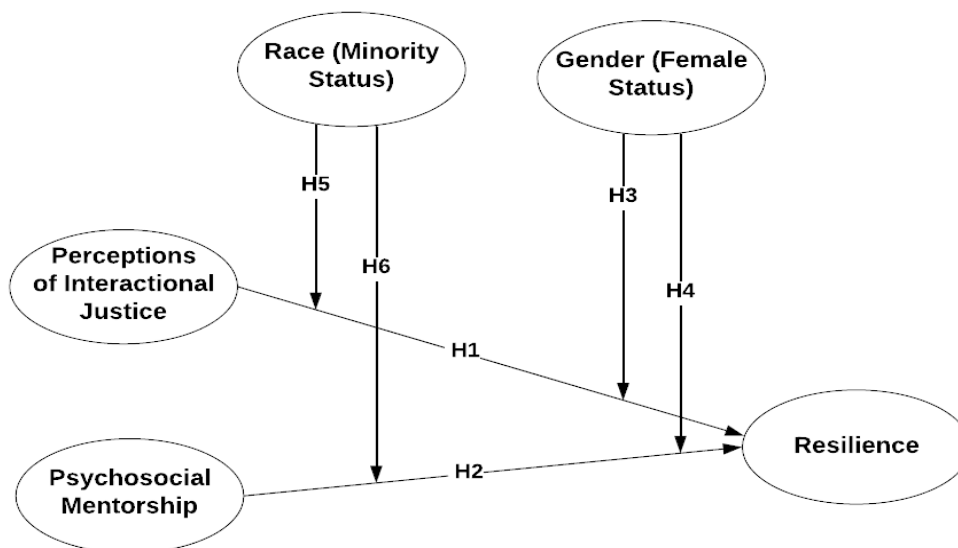 Race (Minority
Status)
Gender (Female
Status)
H5
H3
Perceptions
of Interactional
Justice
H6
H4
H1
Resilience
Psychosocial
Mentorship
H2